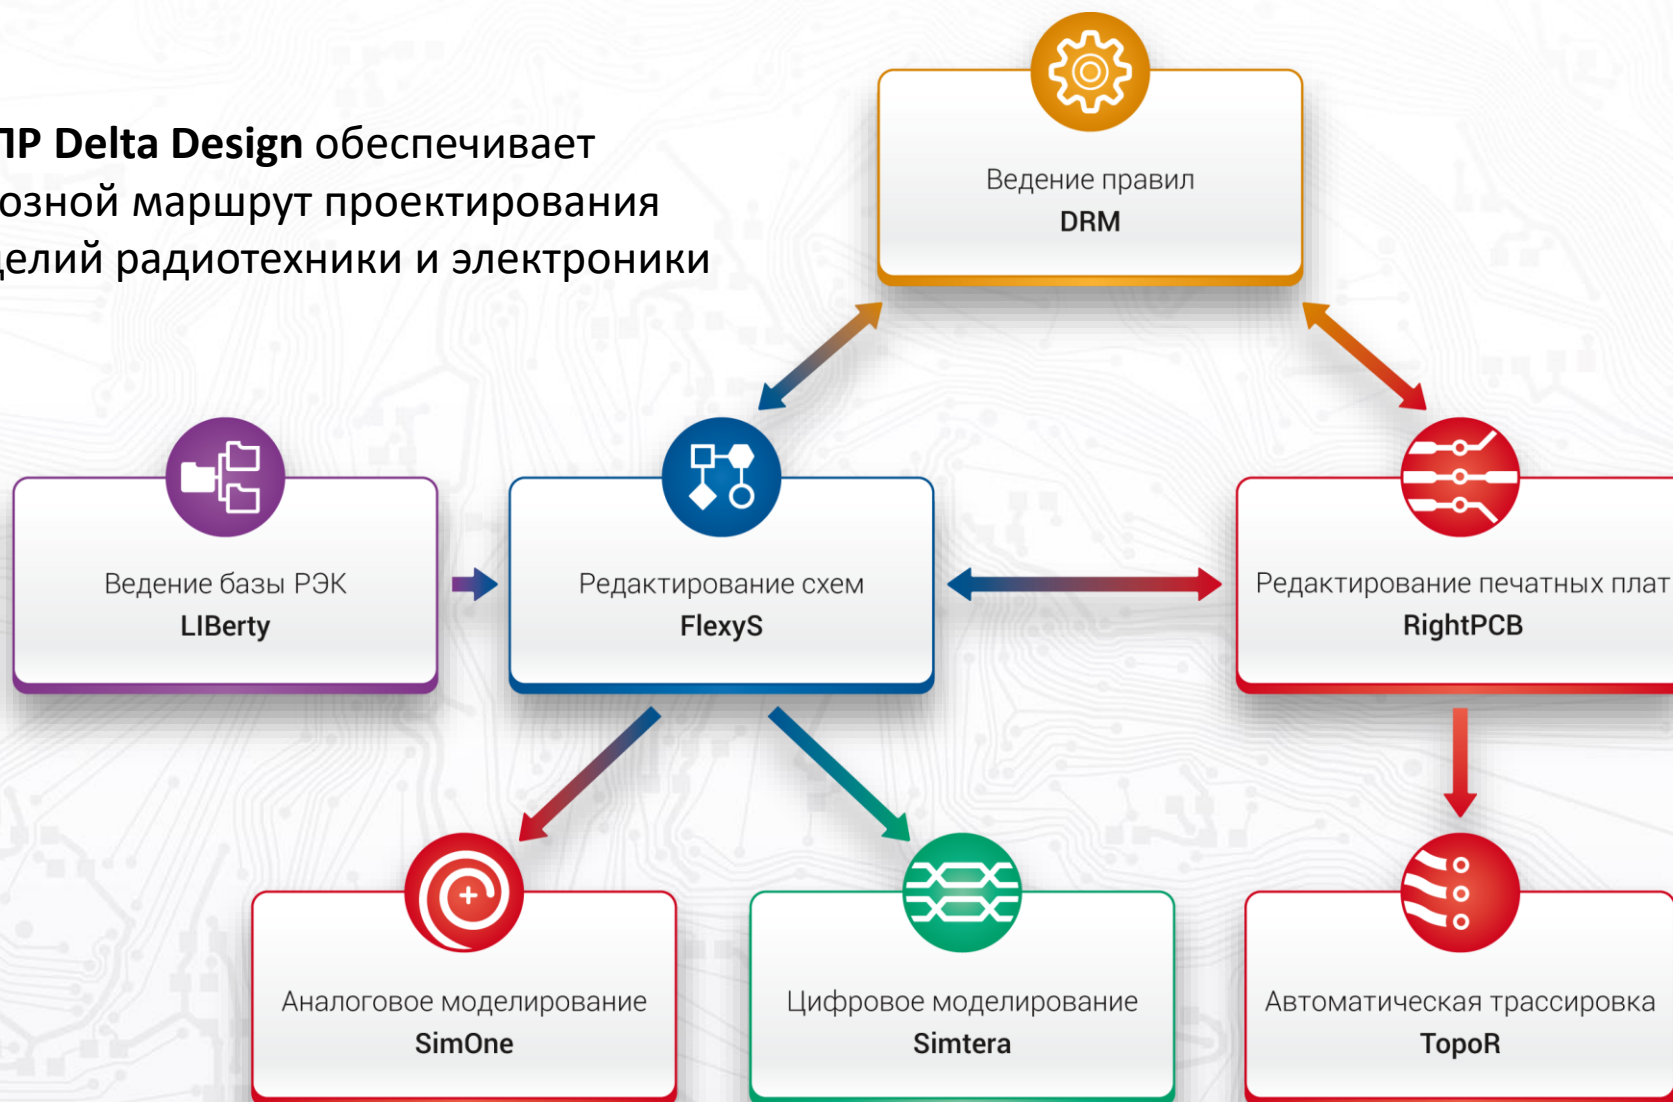 ПР Delta Design обеспечивает
озной маршрут проектирования
делий радиотехники и электроники
Ведение правил
DRM
Ведение базы РЭК
LIBerty
Редактирование схем
FlexyS
Редактирование печатных плат
RightPCB
Аналоговое моделирование
SimOne
Цифровое моделирование
Simtera
Автоматическая трассировка
TopoR